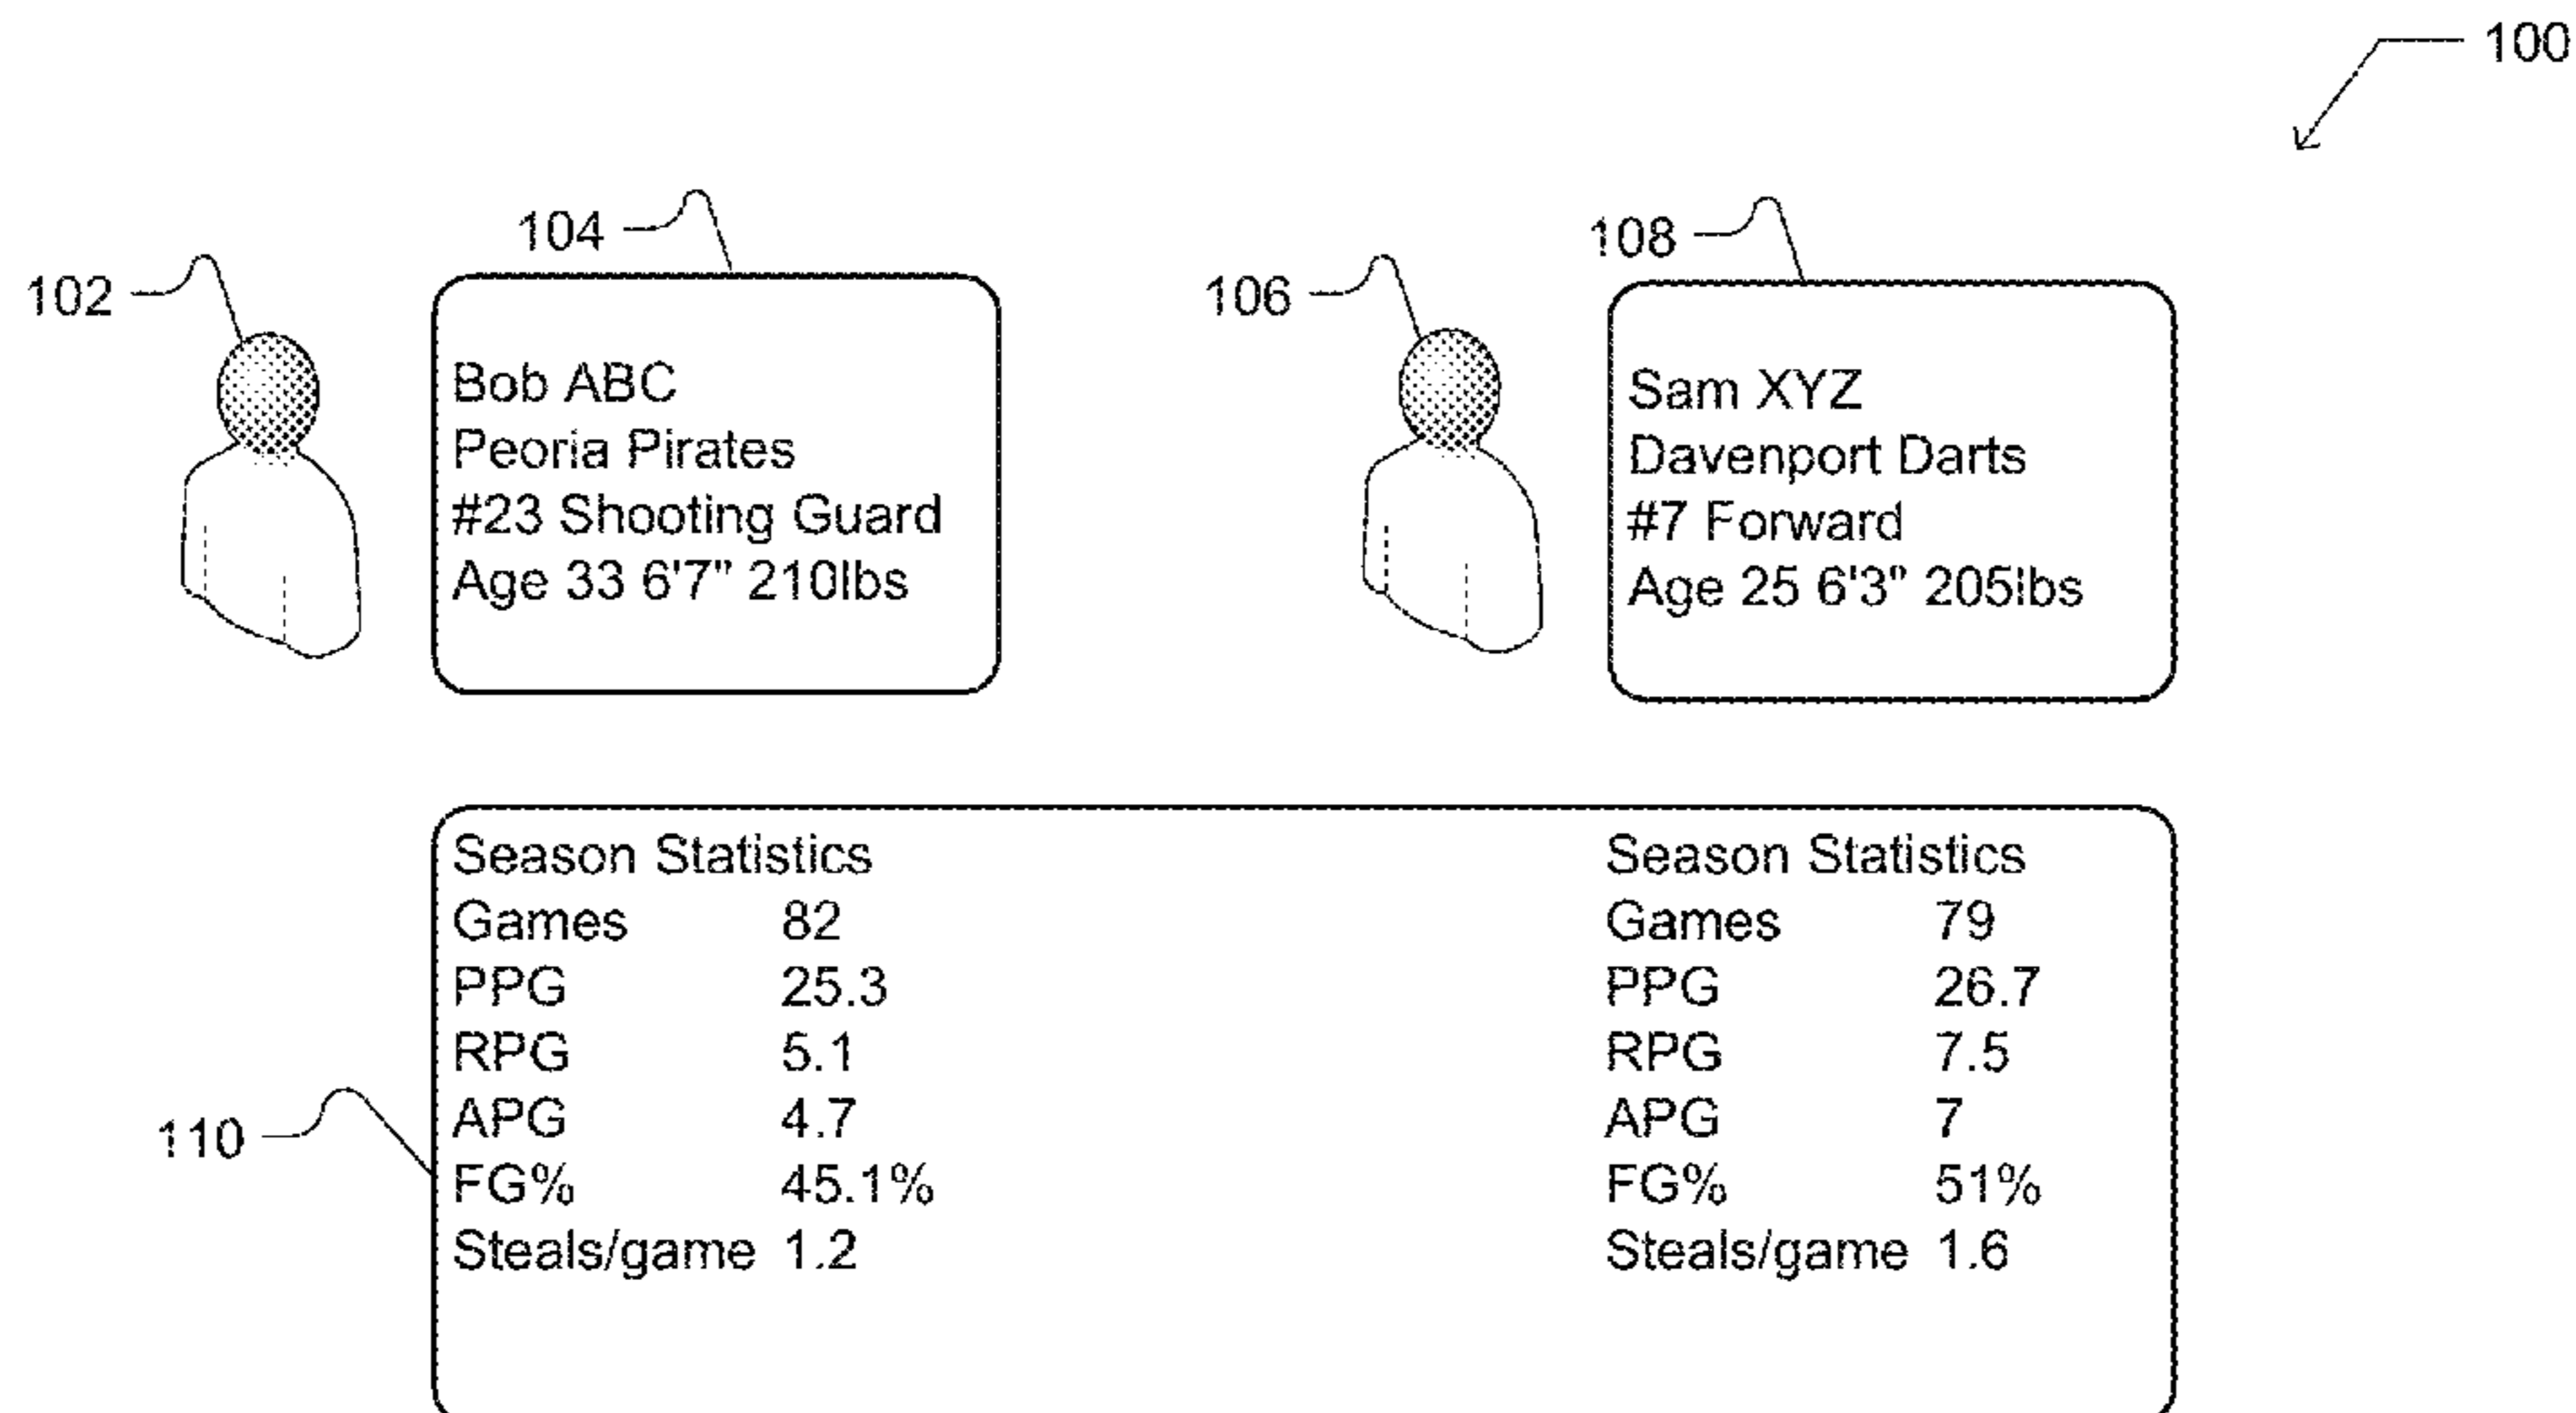 100
104
108
102
106
Bob ABC
Peoria Pirates
#23 Shooting Guard
Age 33 6'7" 210lbs
Sam XYZ
Davenport Darts
#7 Forward
Age 25 6'3" 205lbs
Season Statistics
Games 82
PPG 25.3
RPG 5.1
APG 4.7
FG% 45.1%
Steals/game 1.2
110
Season Statistics
Games 79
PPG 26.7
RPG 7.5
APG 7
FG% 51%
Steals/game 1.6